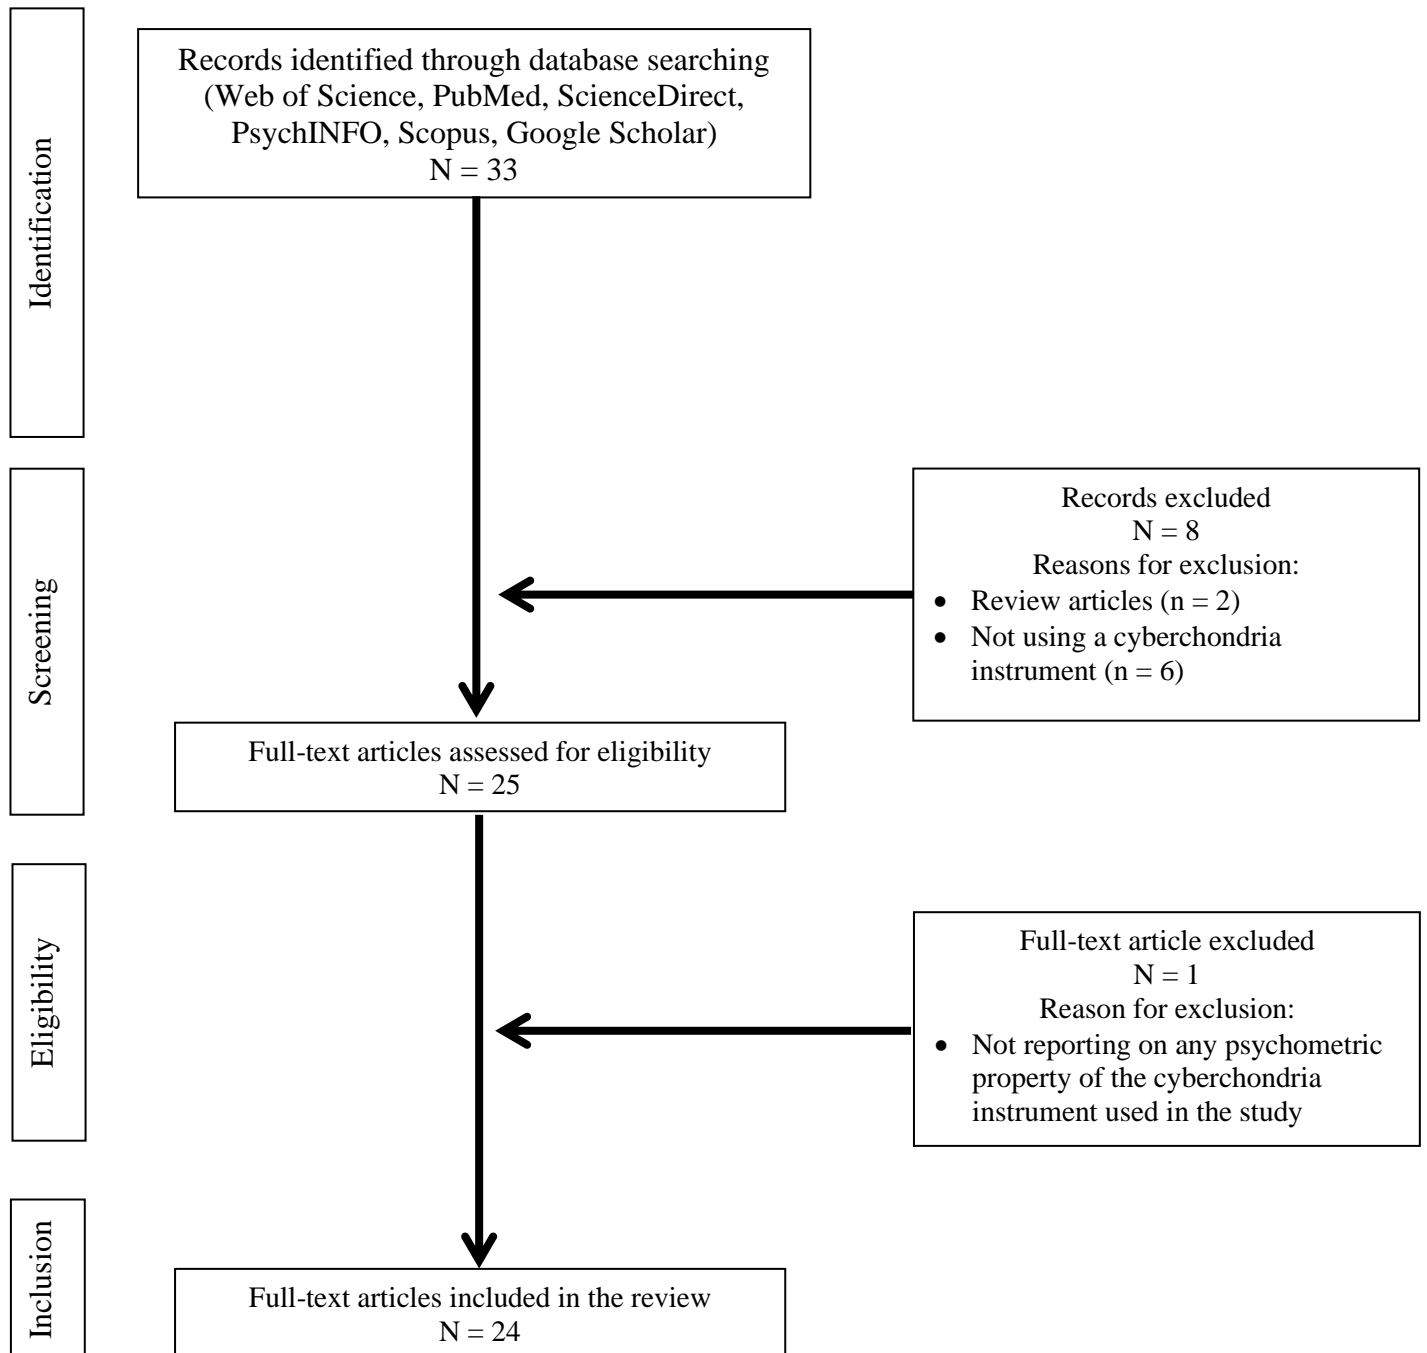 Identification
Records identified through database searching
(Web of Science, PubMed, ScienceDirect,
PsychINFO, Scopus, Google Scholar)
N = 33
Screening
Records excluded
N = 8
Reasons for exclusion:
• Review articles (n = 2)
• Not using a cyberchondria
instrument (n = 6)
Full-text articles assessed for eligibility
N = 25
Eligibility
Full-text article excluded
N = 1
Reason for exclusion:
• Not reporting on any psychometric
property of the cyberchondria
instrument used in the study
Inclusion
Full-text articles included in the review
N = 24